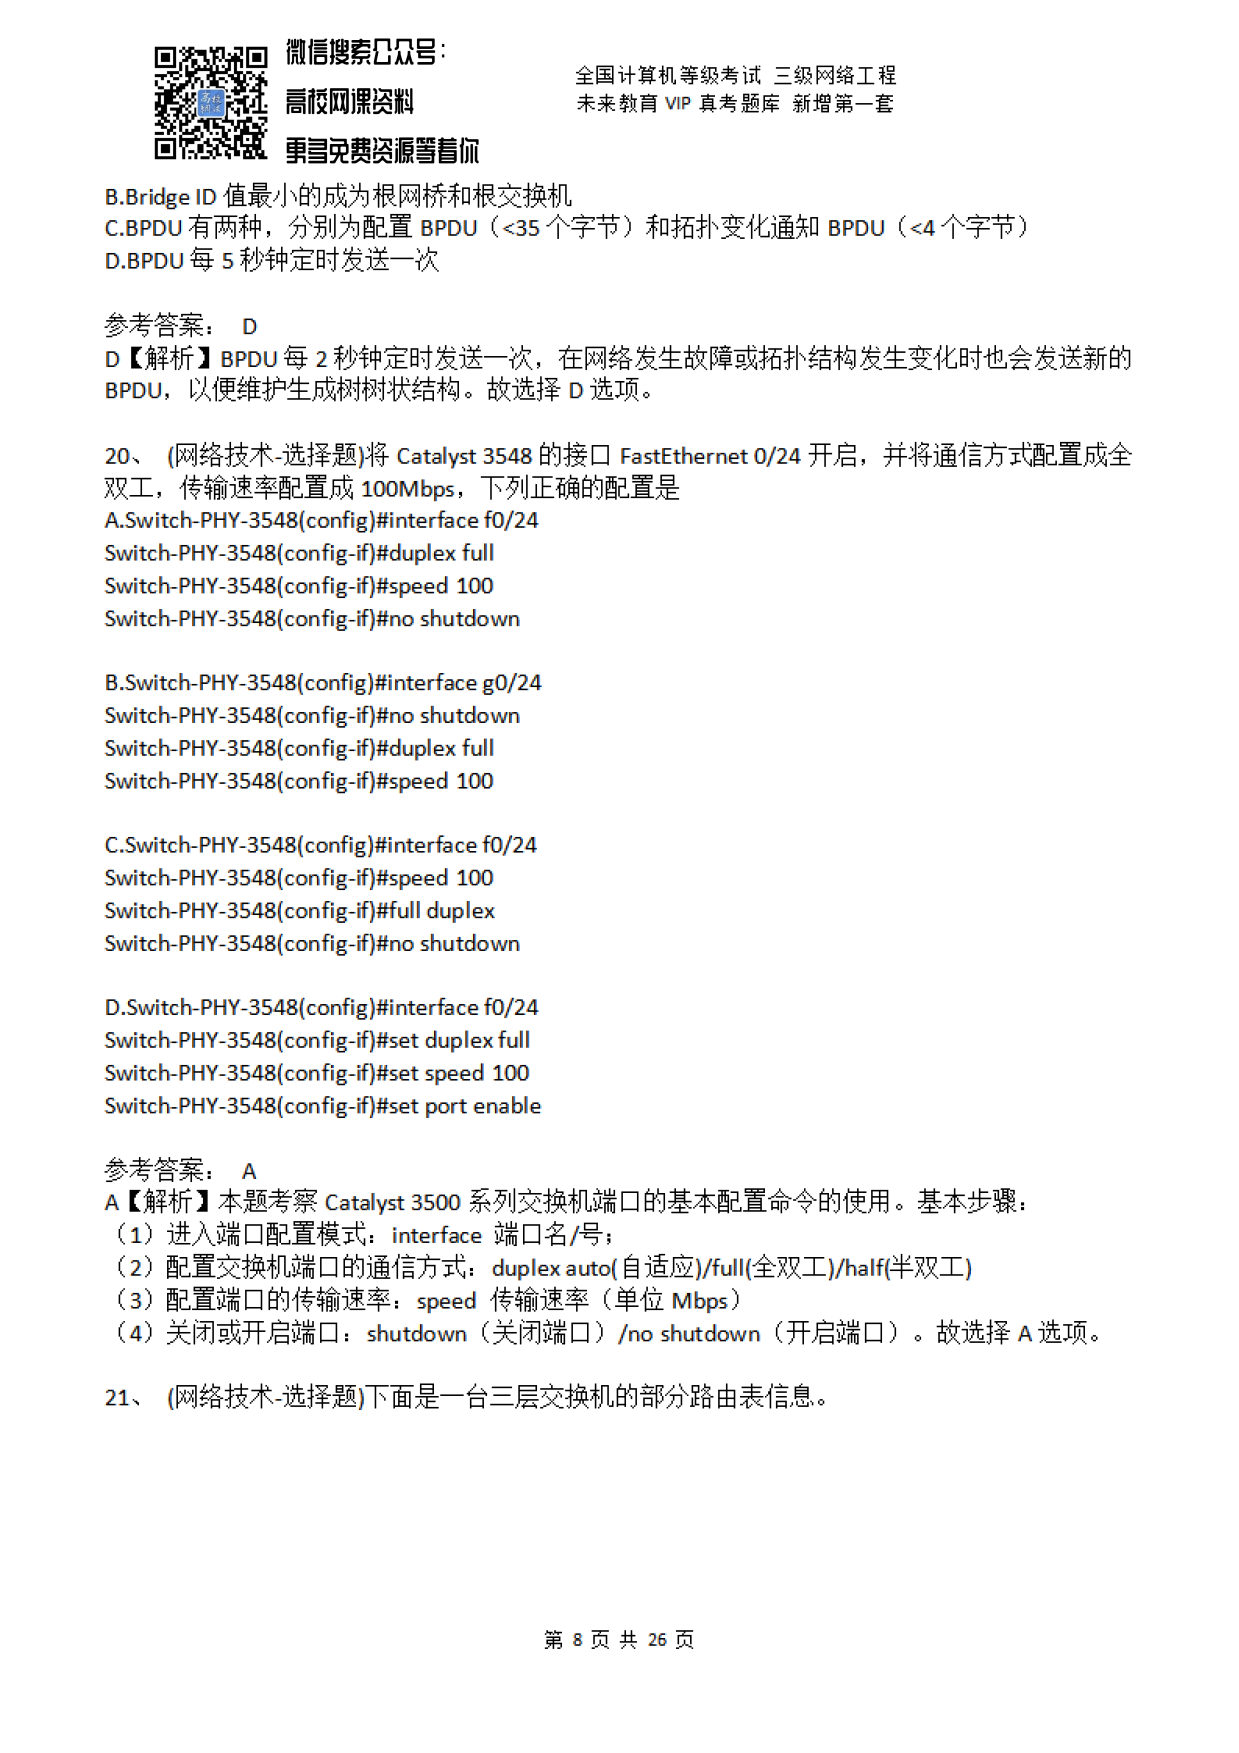 微信搜索公众号：
高校网课资料
更多免费资源等着你
全国计算机等级考试 三级网络工程
未来教育 VIP 真考题库 新增第一套
B.Bridge ID 值最小的成为根网桥和根交换机
C.BPDU 有两种，分别为配置 BPDU（<35 个字节）和拓扑变化通知 BPDU（<4 个字节）
D.BPDU 每 5 秒钟定时发送一次
参考答案： D
D【解析】BPDU 每 2 秒钟定时发送一次，在网络发生故障或拓扑结构发生变化时也会发送新的
BPDU，以便维护生成树树状结构。故选择 D 选项。
20、 (网络技术-选择题)将 Catalyst 3548 的接口 FastEthernet 0/24 开启，并将通信方式配置成全
双工，传输速率配置成 100Mbps，下列正确的配置是
A.Switch-PHY-3548(config)#interface f0/24
Switch-PHY-3548(config-if)#duplex full
Switch-PHY-3548(config-if)#speed 100
Switch-PHY-3548(config-if)#no shutdown
B.Switch-PHY-3548(config)#interface g0/24
Switch-PHY-3548(config-if)#no shutdown
Switch-PHY-3548(config-if)#duplex full
Switch-PHY-3548(config-if)#speed 100
C.Switch-PHY-3548(config)#interface f0/24
Switch-PHY-3548(config-if)#speed 100
Switch-PHY-3548(config-if)#full duplex
Switch-PHY-3548(config-if)#no shutdown
D.Switch-PHY-3548(config)#interface f0/24
Switch-PHY-3548(config-if)#set duplex full
Switch-PHY-3548(config-if)#set speed 100
Switch-PHY-3548(config-if)#set port enable
参考答案： A
A【解析】本题考察 Catalyst 3500 系列交换机端口的基本配置命令的使用。基本步骤：
（1）进入端口配置模式：interface 端口名/号；
（2）配置交换机端口的通信方式：duplex auto(自适应)/full(全双工)/half(半双工)
（3）配置端口的传输速率：speed 传输速率（单位 Mbps）
（4）关闭或开启端口：shutdown（关闭端口）/no shutdown（开启端口）。故选择 A 选项。
21、 (网络技术-选择题)下面是一台三层交换机的部分路由表信息。
第 8 页 共 26 页